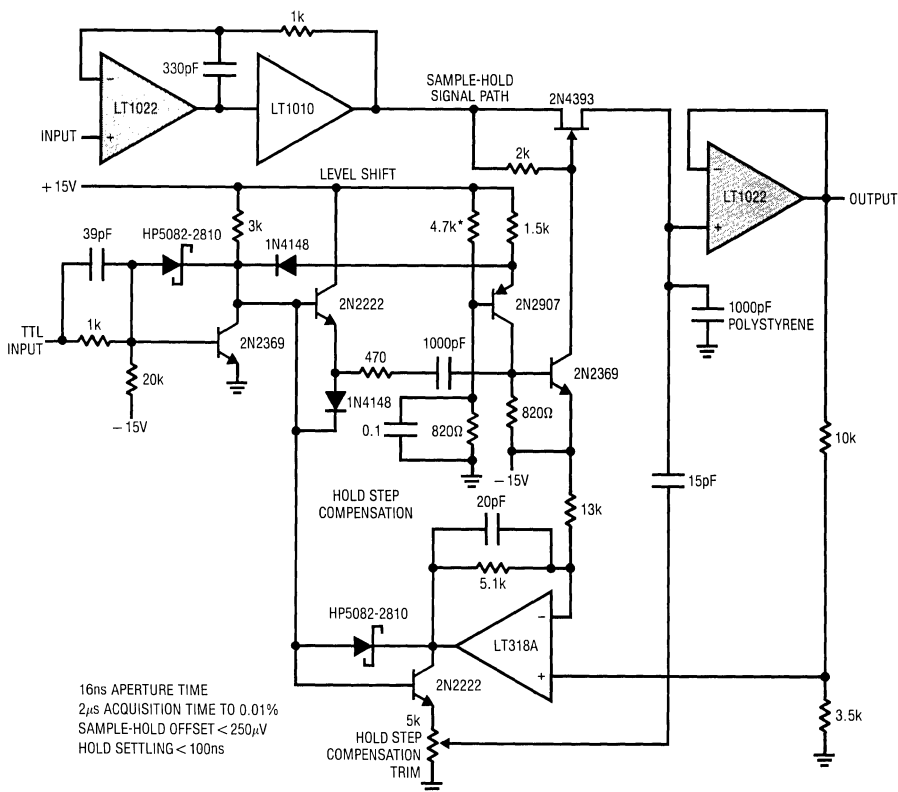 1k
330pF
SAMPLE-HOLD
SIGNAL PATH
2N4393
−
LT1022
+
LT1010
INPUT
2k
−
LT1022
+
OUTPUT
+15V
LEVEL SHIFT
3k
4.7k*
1.5k
39pF
HP5082-2810
1N4148
2N2222
2N2907
1000pF
POLYSTYRENE
TTL
INPUT
1k
2N2369
470
1000pF
2N2369
20k
1N4148
0.1
820Ω
820Ω
−15V
−15V
10k
15pF
HOLD STEP
COMPENSATION
20pF
13k
5.1k
HP5082-2810
−
LT318A
+
2N2222
16ns APERTURE TIME
2µs ACQUISITION TIME TO 0.01%
SAMPLE-HOLD OFFSET<250µV
HOLD SETTLING<100ns
5k
HOLD STEP
COMPENSATION
TRIM
3.5k